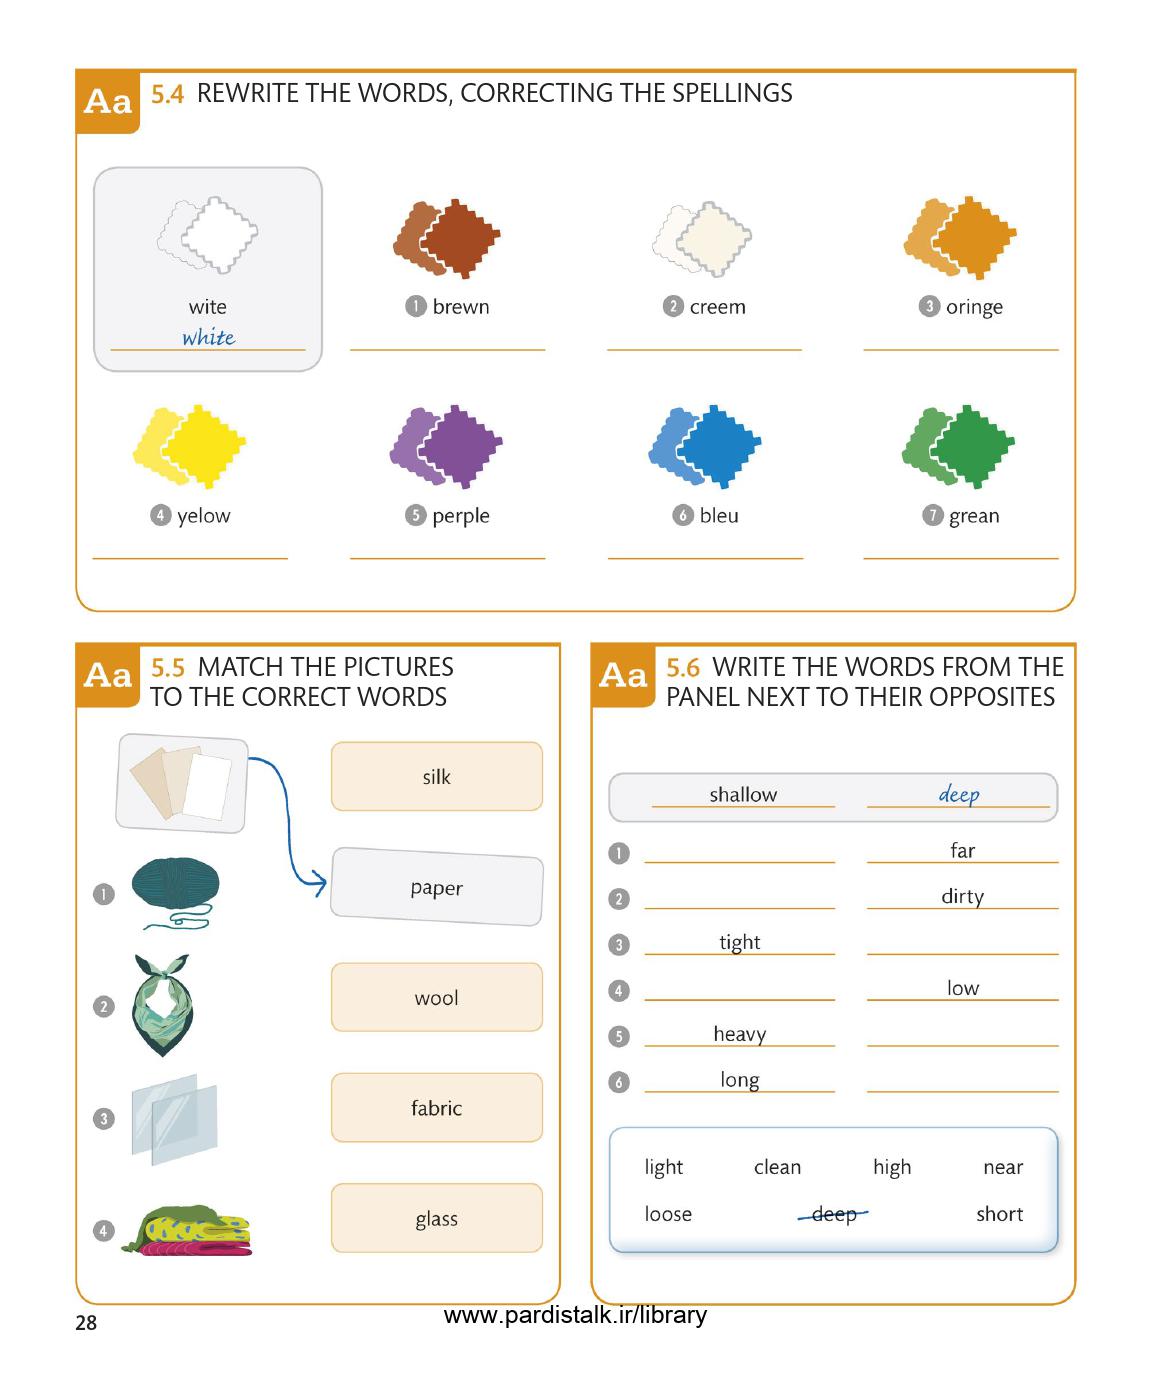 Aa 5.4 REWRITE THE WORDS, CORRECTING THE SPELLINGS
wite
white
1 brewn
2 creem
3 oringe
4 yelow
5 perple
6 bleu
7 grean
Aa 5.5 MATCH THE PICTURES
TO THE CORRECT WORDS
silk
paper
1
wool
2
fabric
3
glass
4
Aa 5.6 WRITE THE WORDS FROM THE
PANEL NEXT TO THEIR OPPOSITES
shallow deep
1 far
2 dirty
3 tight
4 low
5 heavy
6 long
light clean high near
loose deep short
28
www.pardistalk.ir/library